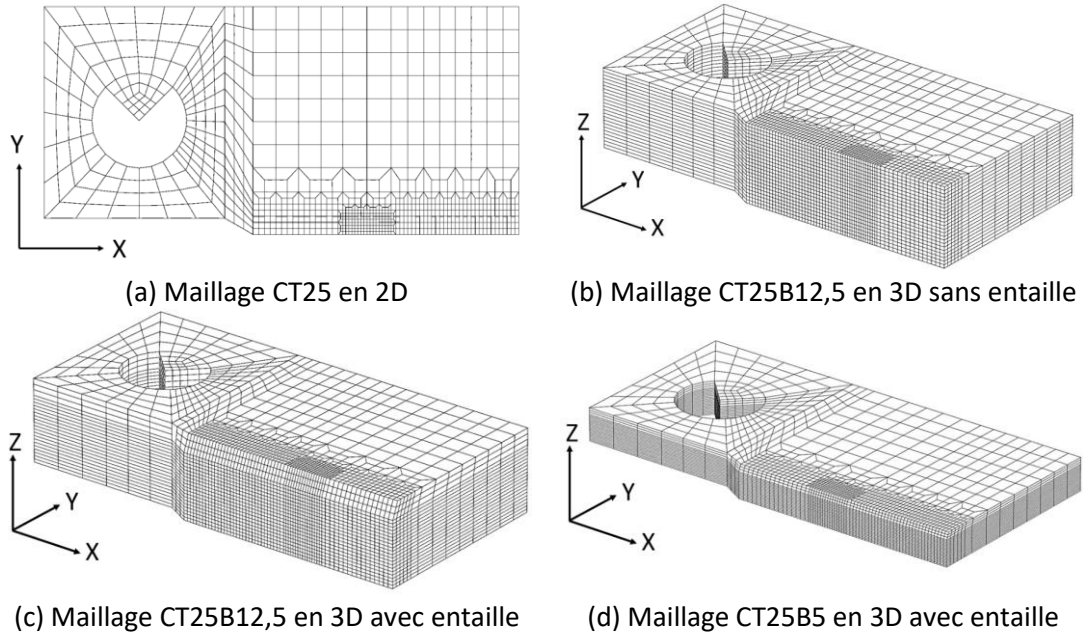 Y
X
(a) Maillage CT25 en 2D
Z
Y
X
(b) Maillage CT25B12,5 en 3D sans entaille
Z
Y
X
(c) Maillage CT25B12,5 en 3D avec entaille
Z
Y
X
(d) Maillage CT25B5 en 3D avec entaille